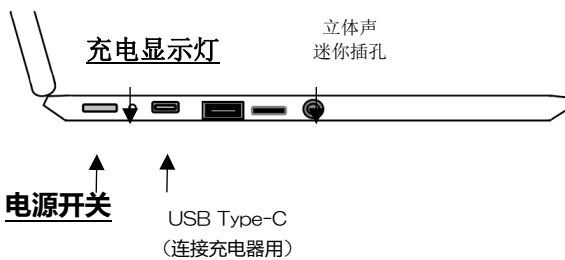 充电显示灯
立体声
迷你插孔
电源开关
USB Type-C
（连接充电器用）